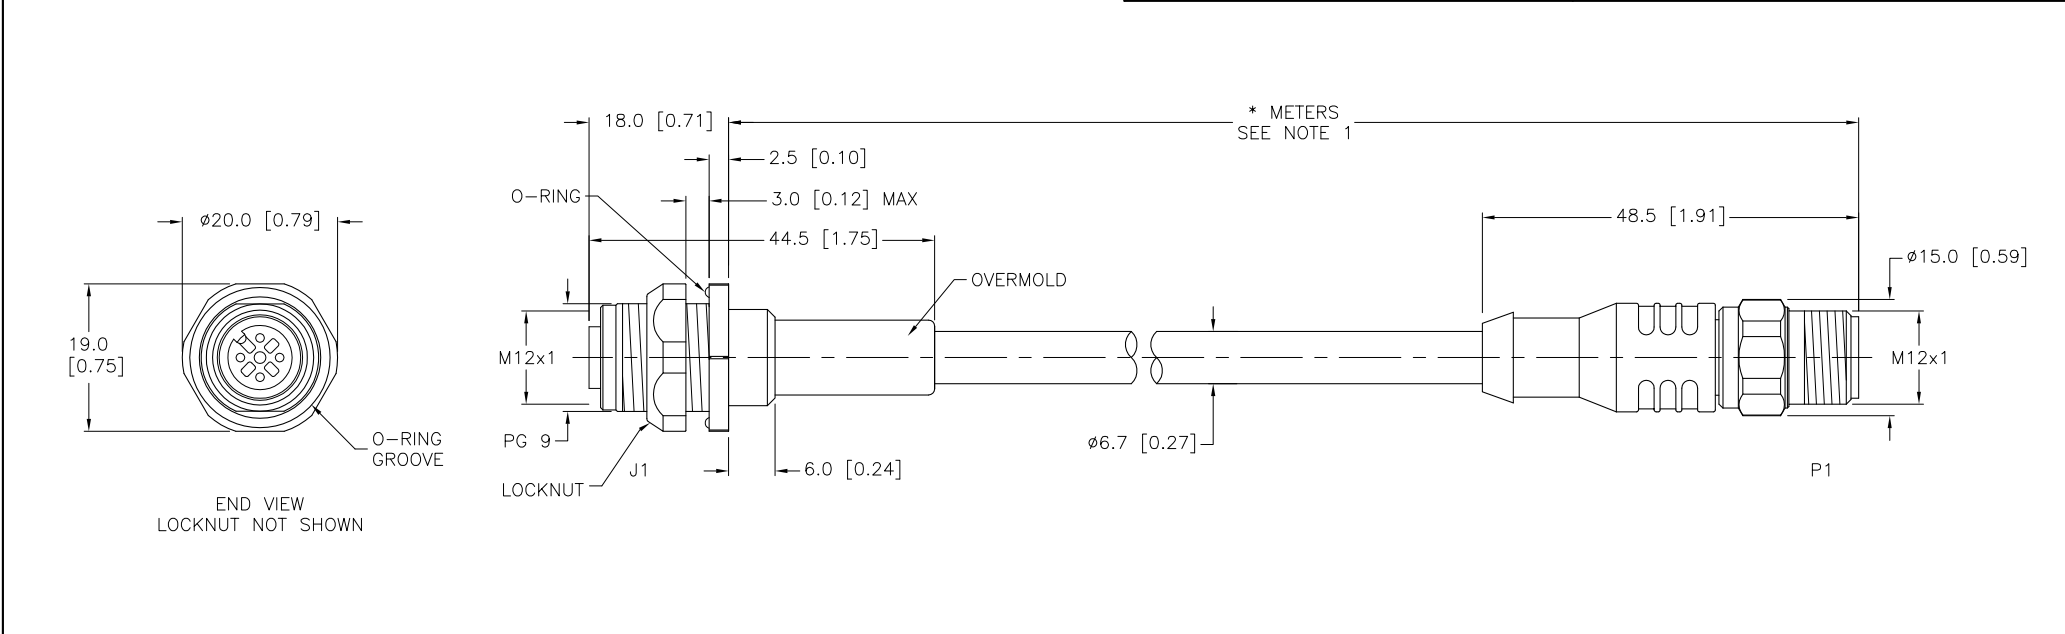 * METERS
SEE NOTE 1
18.0 [0.71]
2.5 [0.10]
O-RING
3.0 [0.12] MAX
ø20.0 [0.79]
48.5 [1.91]
44.5 [1.75]
ø15.0 [0.59]
OVERMOLD
19.0
[0.75]
M12x1
M12x1
O-RING
GROOVE
PG 9
ø6.7 [0.27]
J1
6.0 [0.24]
P1
LOCKNUT
END VIEW
LOCKNUT NOT SHOWN